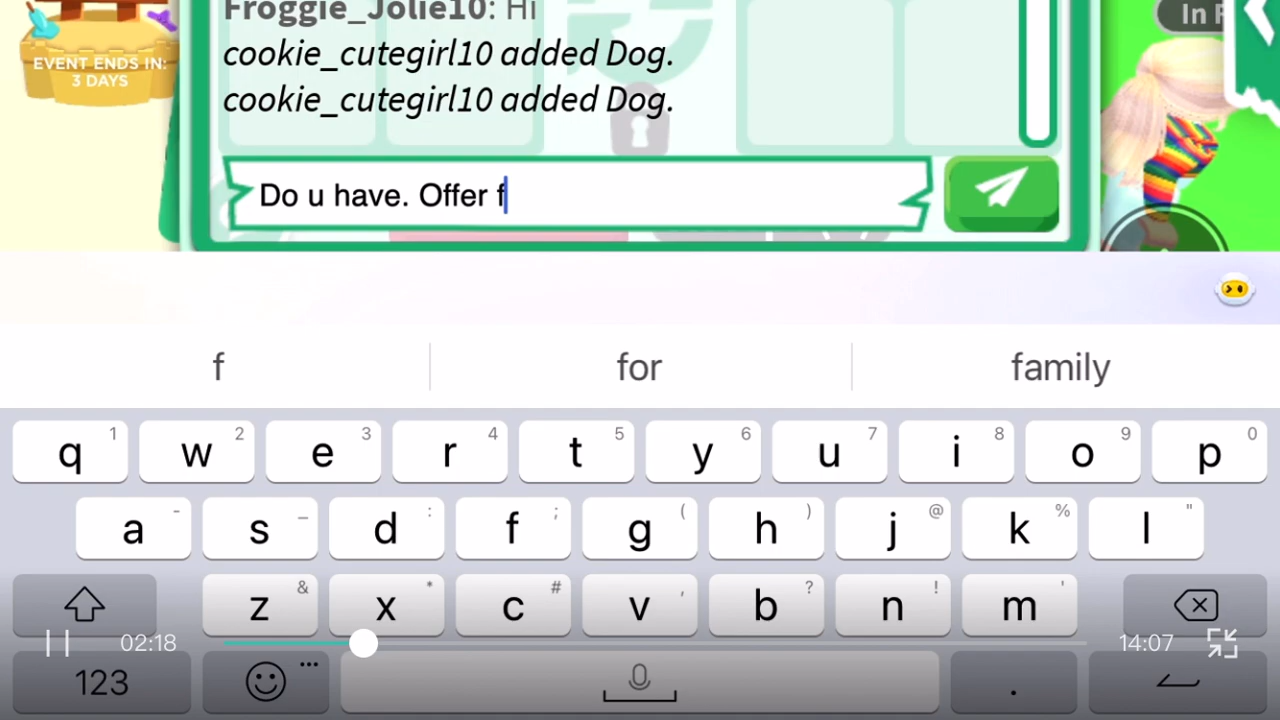 Froggie_Jolie10: Hi
In F
EVENT ENDS IN:
3 DAYS
cookie_cutegirl10 added Dog.
cookie_cutegirl10 added Dog.
Do u have. Offer f
f for family
q 1 w 2 e 3 r 4 t 5 y 6 u 7 i 8 o 9 p 0
a - s _ d : f ; g ( h ) j @ k % l "
z & x * c # v , b ? n ! m '
02:18 14:07
123 .